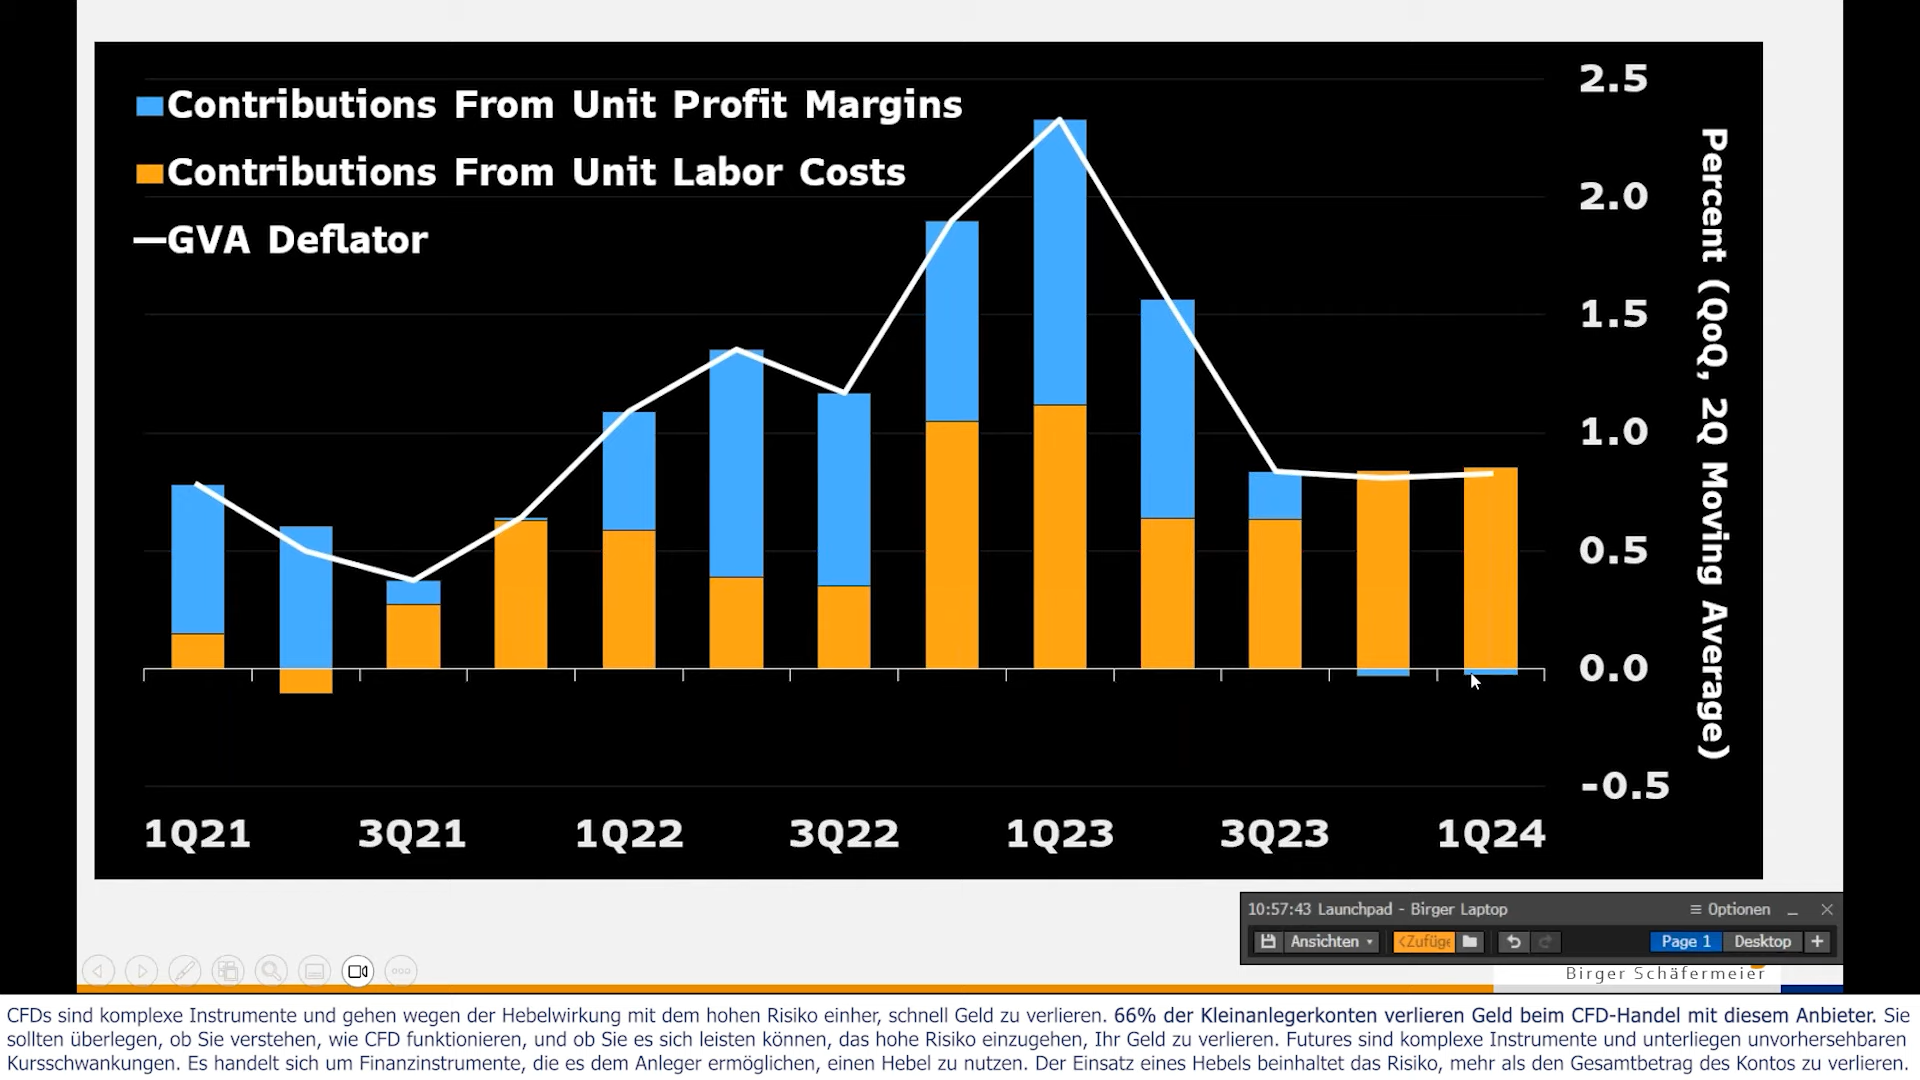 Contributions From Unit Profit Margins
Contributions From Unit Labor Costs
GVA Deflator
2.5
2.0
1.5
1.0
0.5
0.0
-0.5
Percent (QoQ, 2Q Moving Average)
1Q21 3Q21 1Q22 3Q22 1Q23 3Q23 1Q24
10:57:43 Launchpad - Birger Laptop Optionen
Ansichten <Zufüge Page 1 Desktop +
Birger Schäfermeier
CFDs sind komplexe Instrumente und gehen wegen der Hebelwirkung mit dem hohen Risiko einher, schnell Geld zu verlieren. 66% der Kleinanlegerkonten verlieren Geld beim CFD-Handel mit diesem Anbieter. Sie
sollten überlegen, ob Sie verstehen, wie CFD funktionieren, und ob Sie es sich leisten können, das hohe Risiko einzugehen, Ihr Geld zu verlieren. Futures sind komplexe Instrumente und unterliegen unvorhersehbaren
Kursschwankungen. Es handelt sich um Finanzinstrumente, die es dem Anleger ermöglichen, einen Hebel zu nutzen. Der Einsatz eines Hebels beinhaltet das Risiko, mehr als den Gesamtbetrag des Kontos zu verlieren.